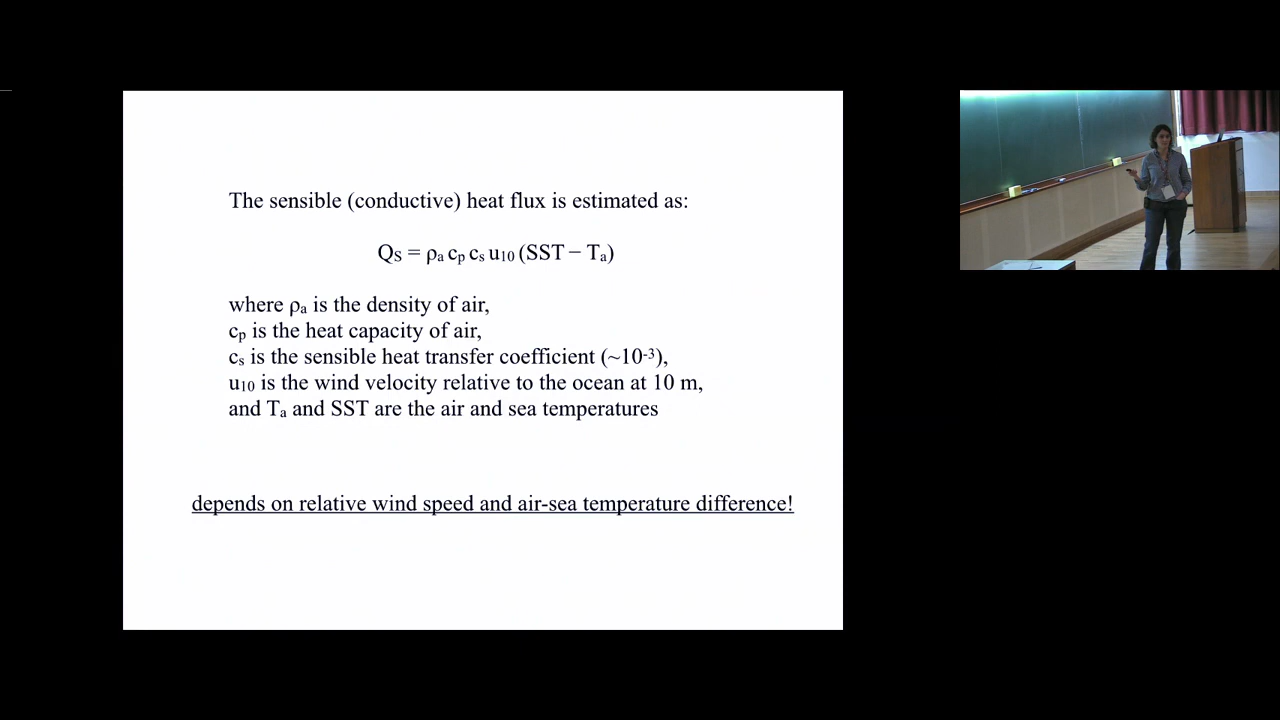 The sensible (conductive) heat flux is estimated as:
Qs = ρₐ cₚ cₛ u₁₀ (SST − Tₐ)
where ρₐ is the density of air,
cₚ is the heat capacity of air,
cₛ is the sensible heat transfer coefficient (~10⁻³),
u₁₀ is the wind velocity relative to the ocean at 10 m,
and Tₐ and SST are the air and sea temperatures
depends on relative wind speed and air-sea temperature difference!